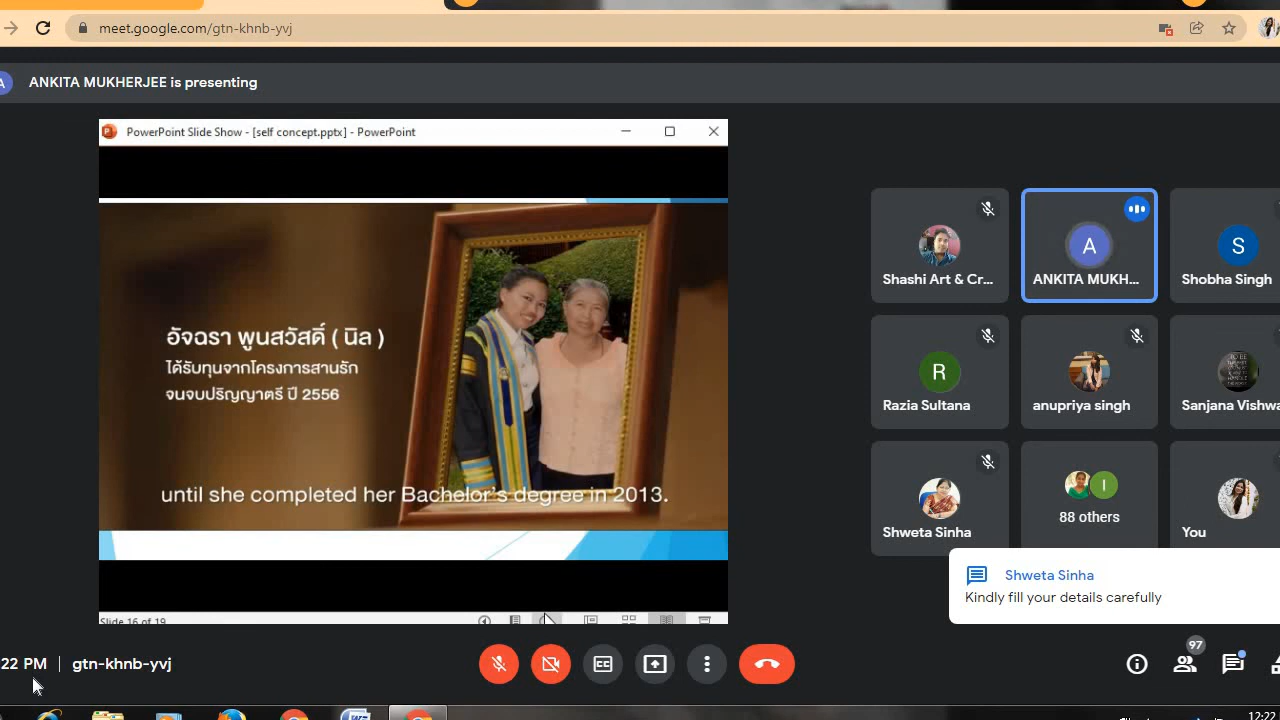 meet.google.com/gtn-khnb-yvj
A
ANKITA MUKHERJEE is presenting
PowerPoint Slide Show - [self concept.pptx] - PowerPoint
อัจฉรา พูนสวัสดิ์ ( นิล )
ได้รับทุนจากโครงการสานรัก
จนจบปริญญาตรี ปี 2556
until she completed her Bachelor's degree in 2013.
Slide 16 of 19
Shashi Art & Cr...
A
ANKITA MUKH...
S
Shobha Singh
R
Razia Sultana
anupriya singh
Sanjana Vishwa
Shweta Sinha
I
88 others
You
Shweta Sinha
Kindly fill your details carefully
22 PM
gtn-khnb-yvj
CC
97
12:22